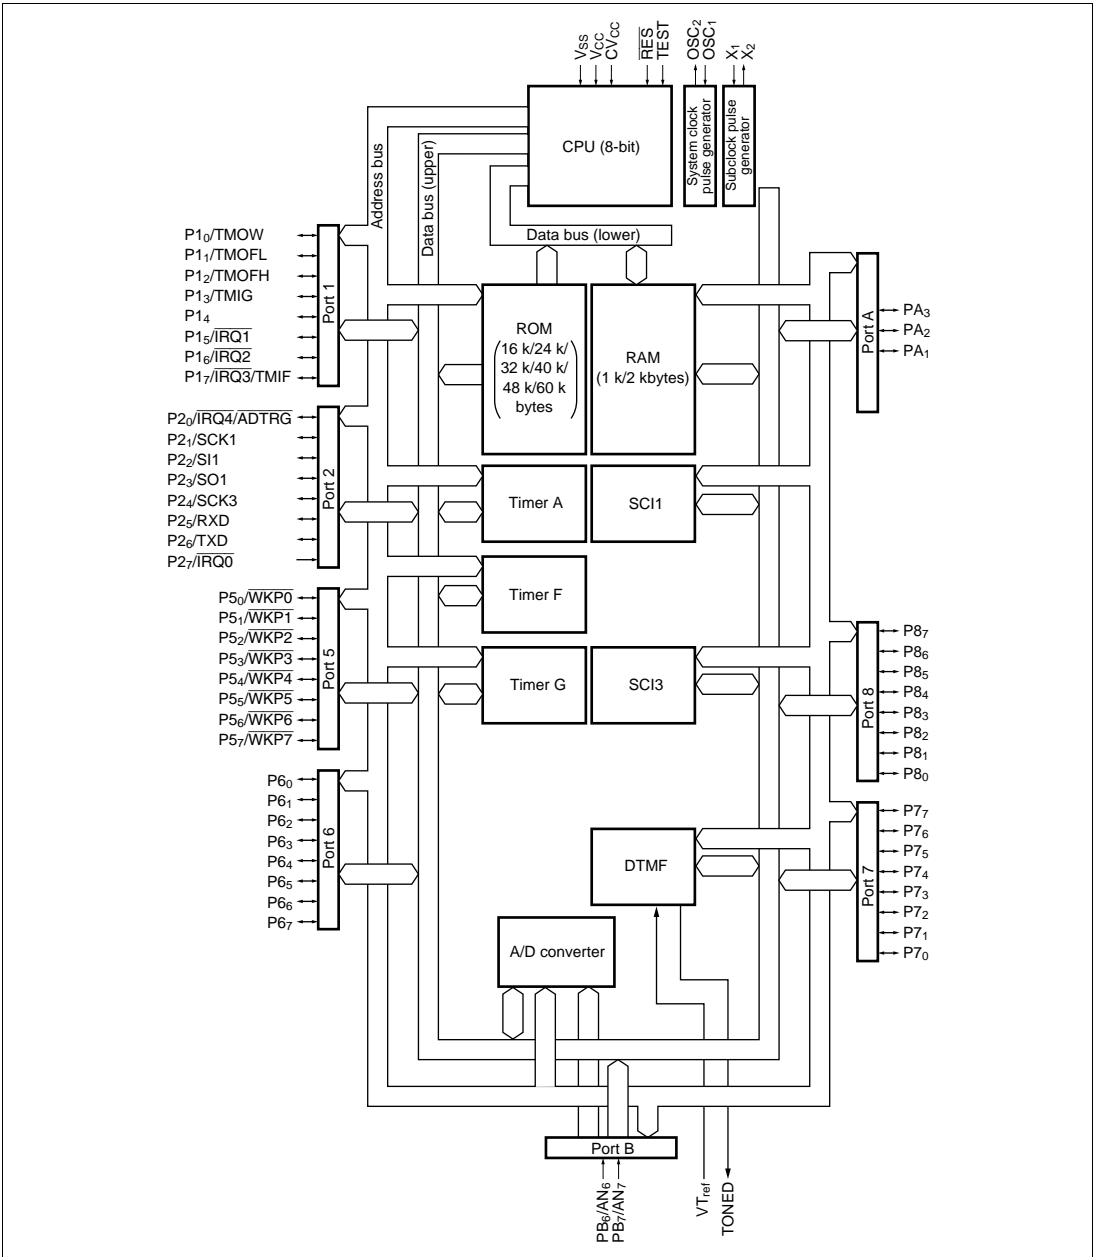 VSS
VCC
CVCC
RES
TEST
OSC2
OSC1
X1
X2
CPU (8-bit)
System clock
pulse generator
Subclock pulse
generator
Address bus
Data bus (upper)
Data bus (lower)
P10/TMOW
P11/TMOFL
P12/TMOFH
P13/TMIG
P14
P15/IRQ1
P16/IRQ2
P17/IRQ3/TMIF
Port 1
P20/IRQ4/ADTRG
P21/SCK1
P22/SI1
P23/SO1
P24/SCK3
P25/RXD
P26/TXD
P27/IRQ0
Port 2
P50/WKP0
P51/WKP1
P52/WKP2
P53/WKP3
P54/WKP4
P55/WKP5
P56/WKP6
P57/WKP7
Port 5
P60
P61
P62
P63
P64
P65
P66
P67
Port 6
ROM
(16 k/24 k/
32 k/40 k/
48 k/60 k
bytes)
RAM
(1 k/2 kbytes)
Timer A
SCI1
Timer F
Timer G
SCI3
DTMF
A/D converter
Port A
PA3
PA2
PA1
Port 8
P87
P86
P85
P84
P83
P82
P81
P80
Port 7
P77
P76
P75
P74
P73
P72
P71
P70
Port B
PB6/AN6
PB7/AN7
VTref
TONED